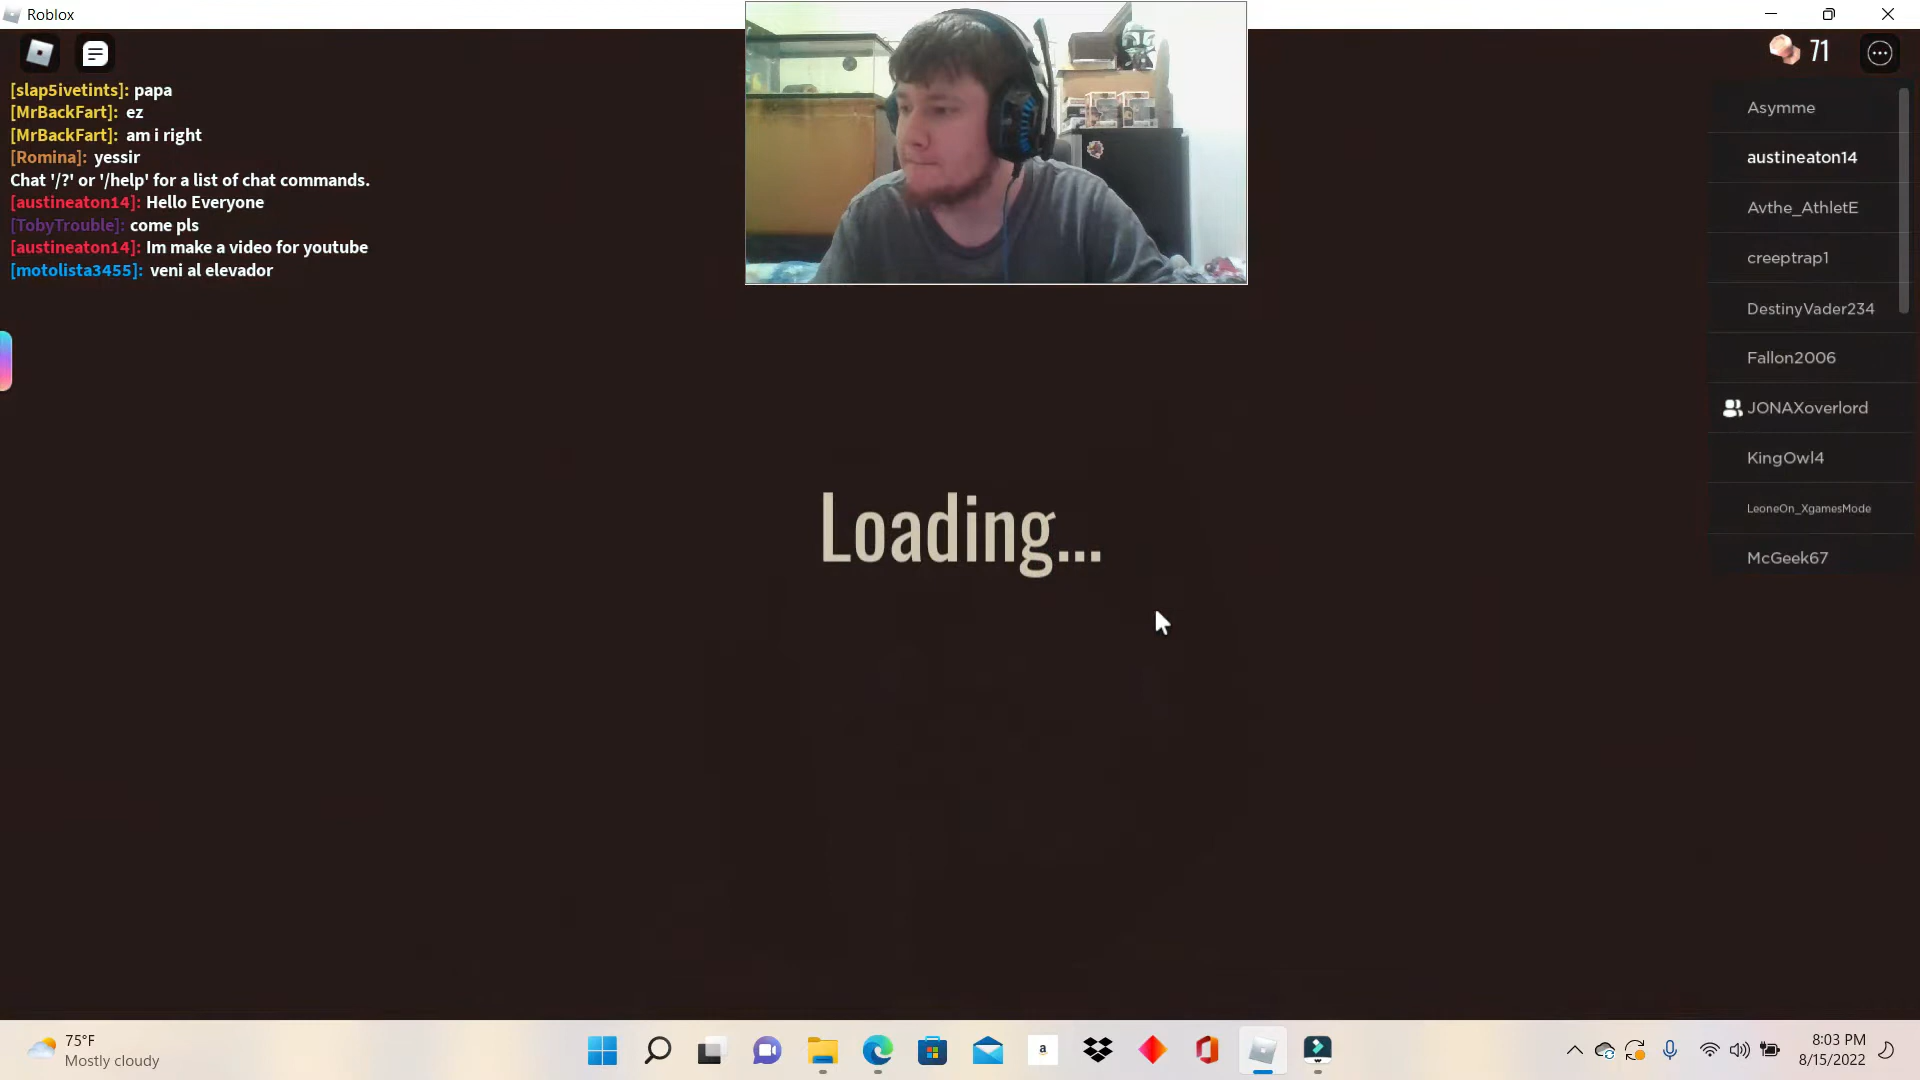 Roblox
71
[slap5ivetints]: papa
[MrBackFart]: ez
[MrBackFart]: am i right
[Romina]: yessir
Chat '/?' or '/help' for a list of chat commands.
[austineaton14]: Hello Everyone
[TobyTrouble]: come pls
[austineaton14]: Im make a video for youtube
[motolista3455]: veni al elevador
Asymme
austineaton14
Avthe_AthletE
creeptrap1
DestinyVader234
Fallon2006
JONAXoverlord
KingOwl4
LeoneOn_XgamesMode
McGeek67
Loading...
75°F
Mostly cloudy
a
8:03 PM
8/15/2022